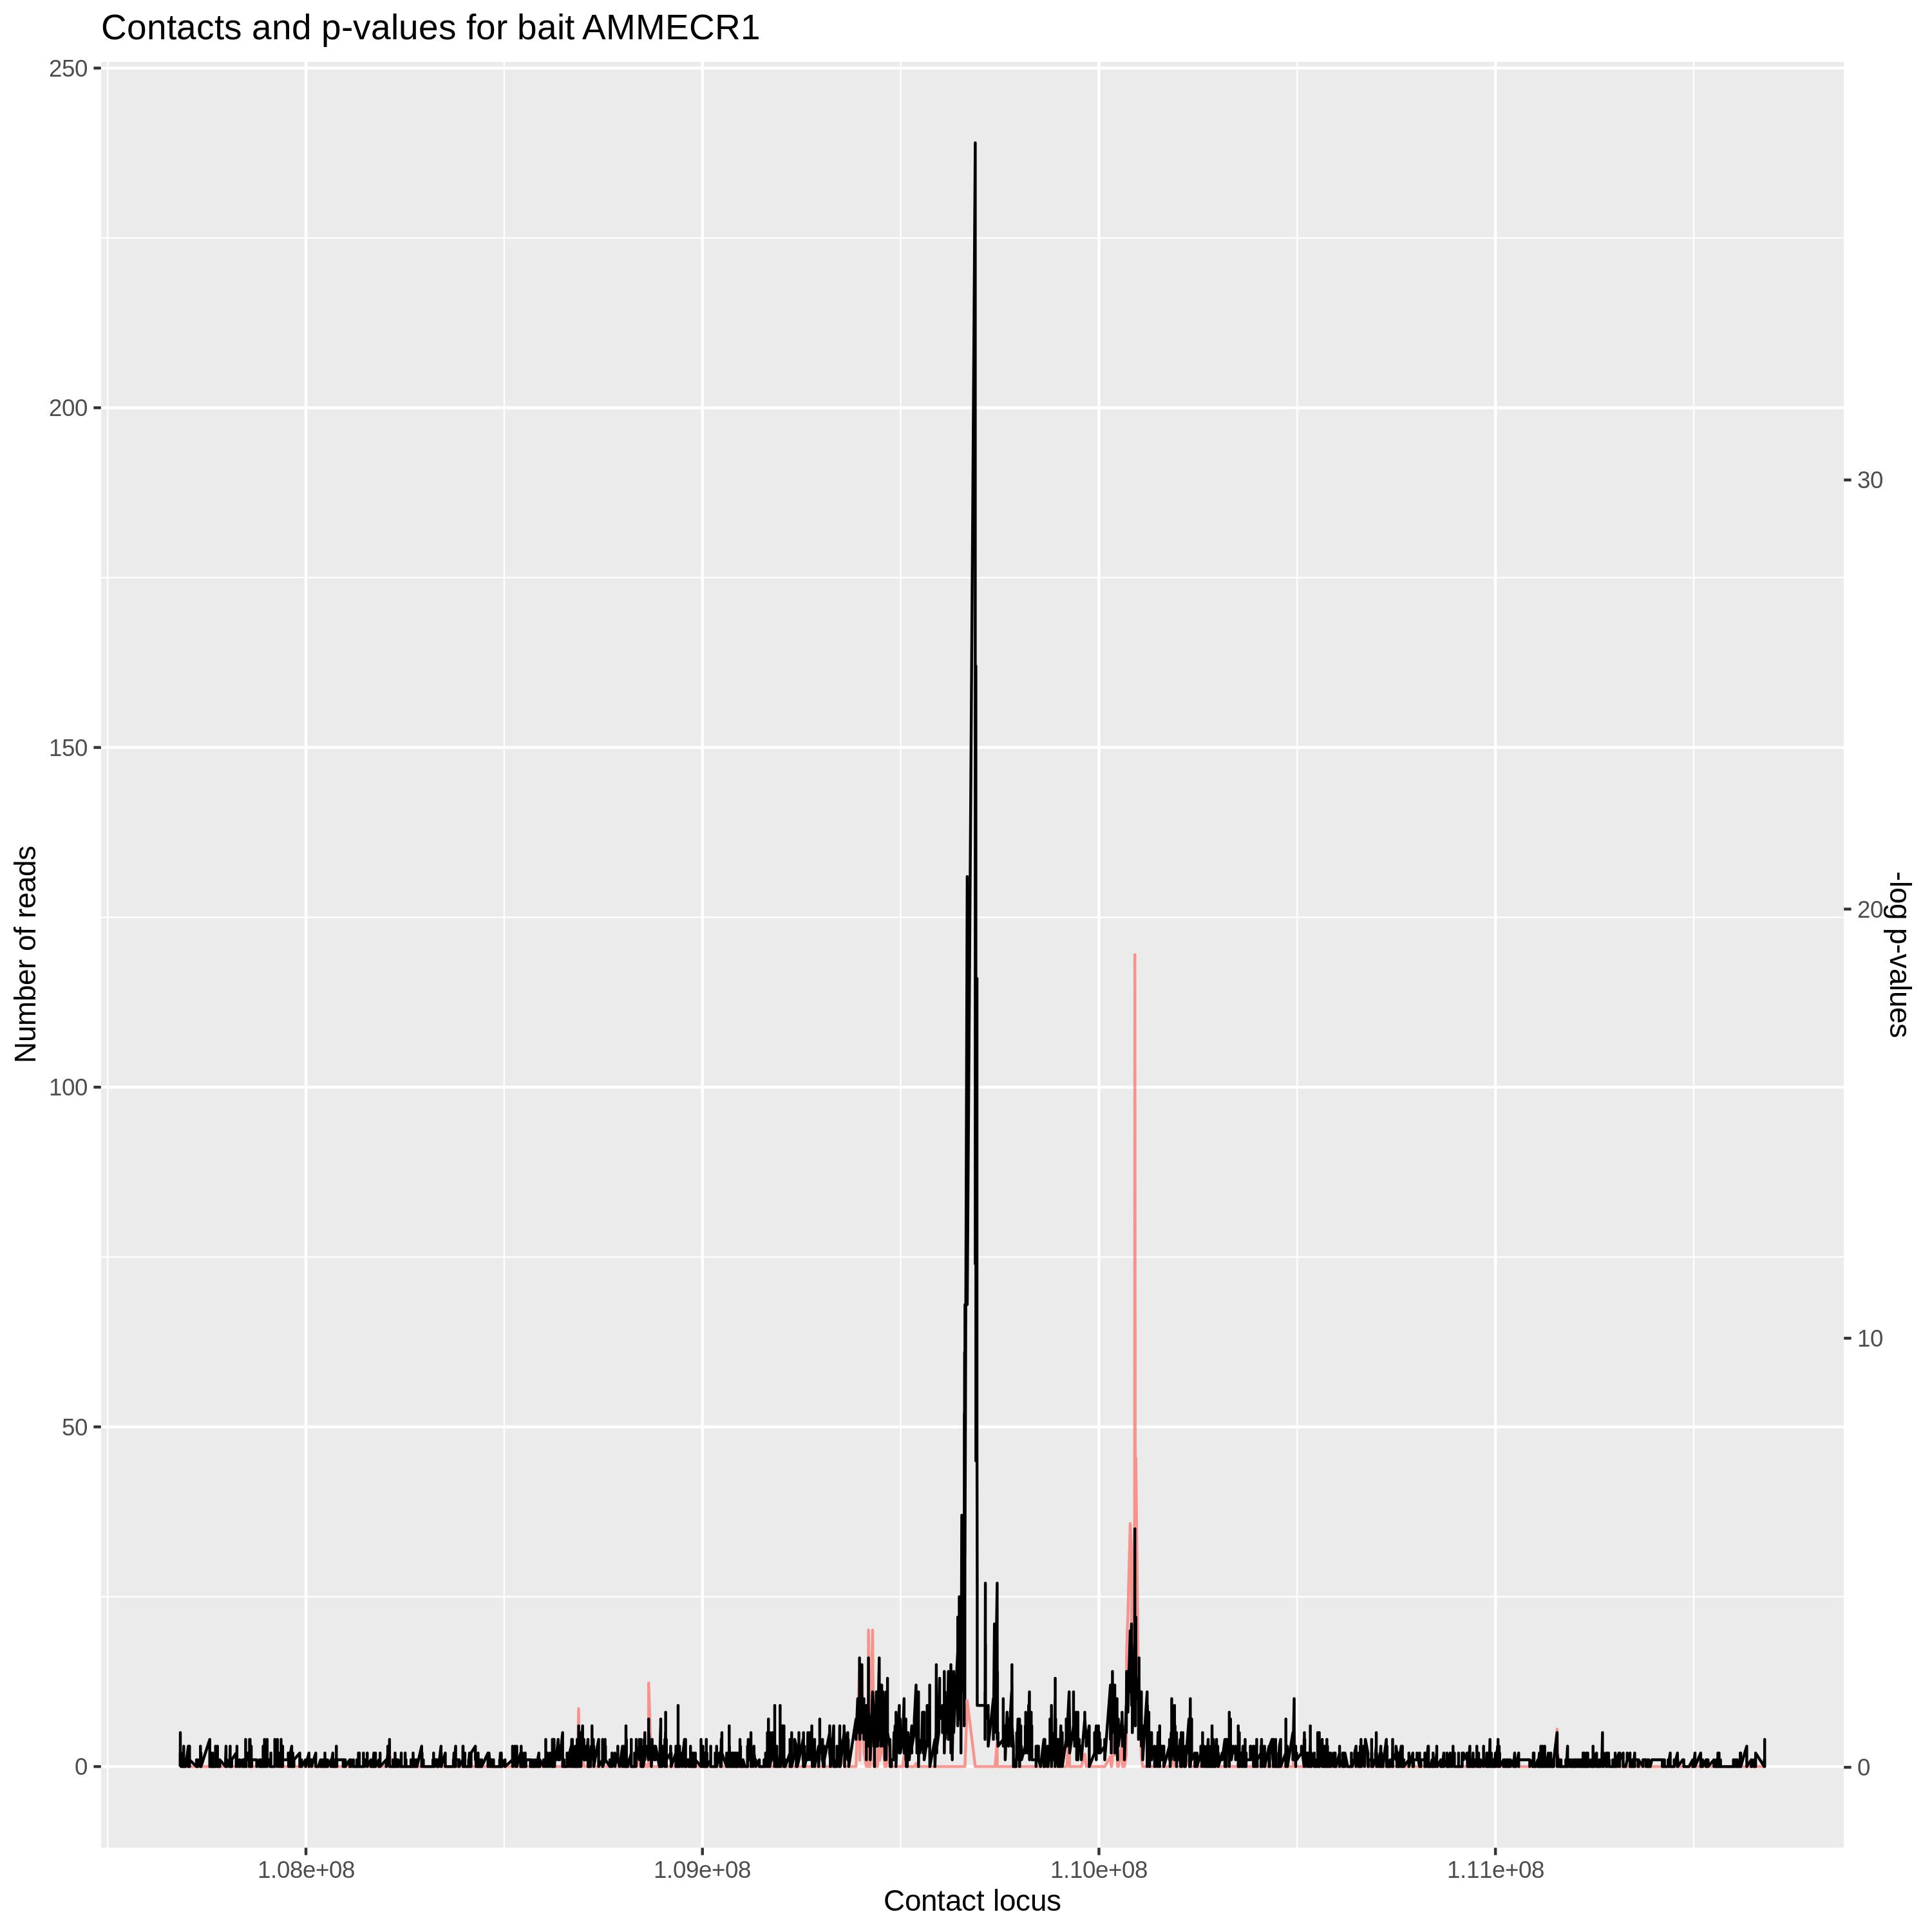 Contacts and p-values for bait AMMECR1
250
200
150
100
50
0
Number of reads
30
20
10
0
-log p-values
1.08e+08
1.09e+08
1.10e+08
1.11e+08
Contact locus